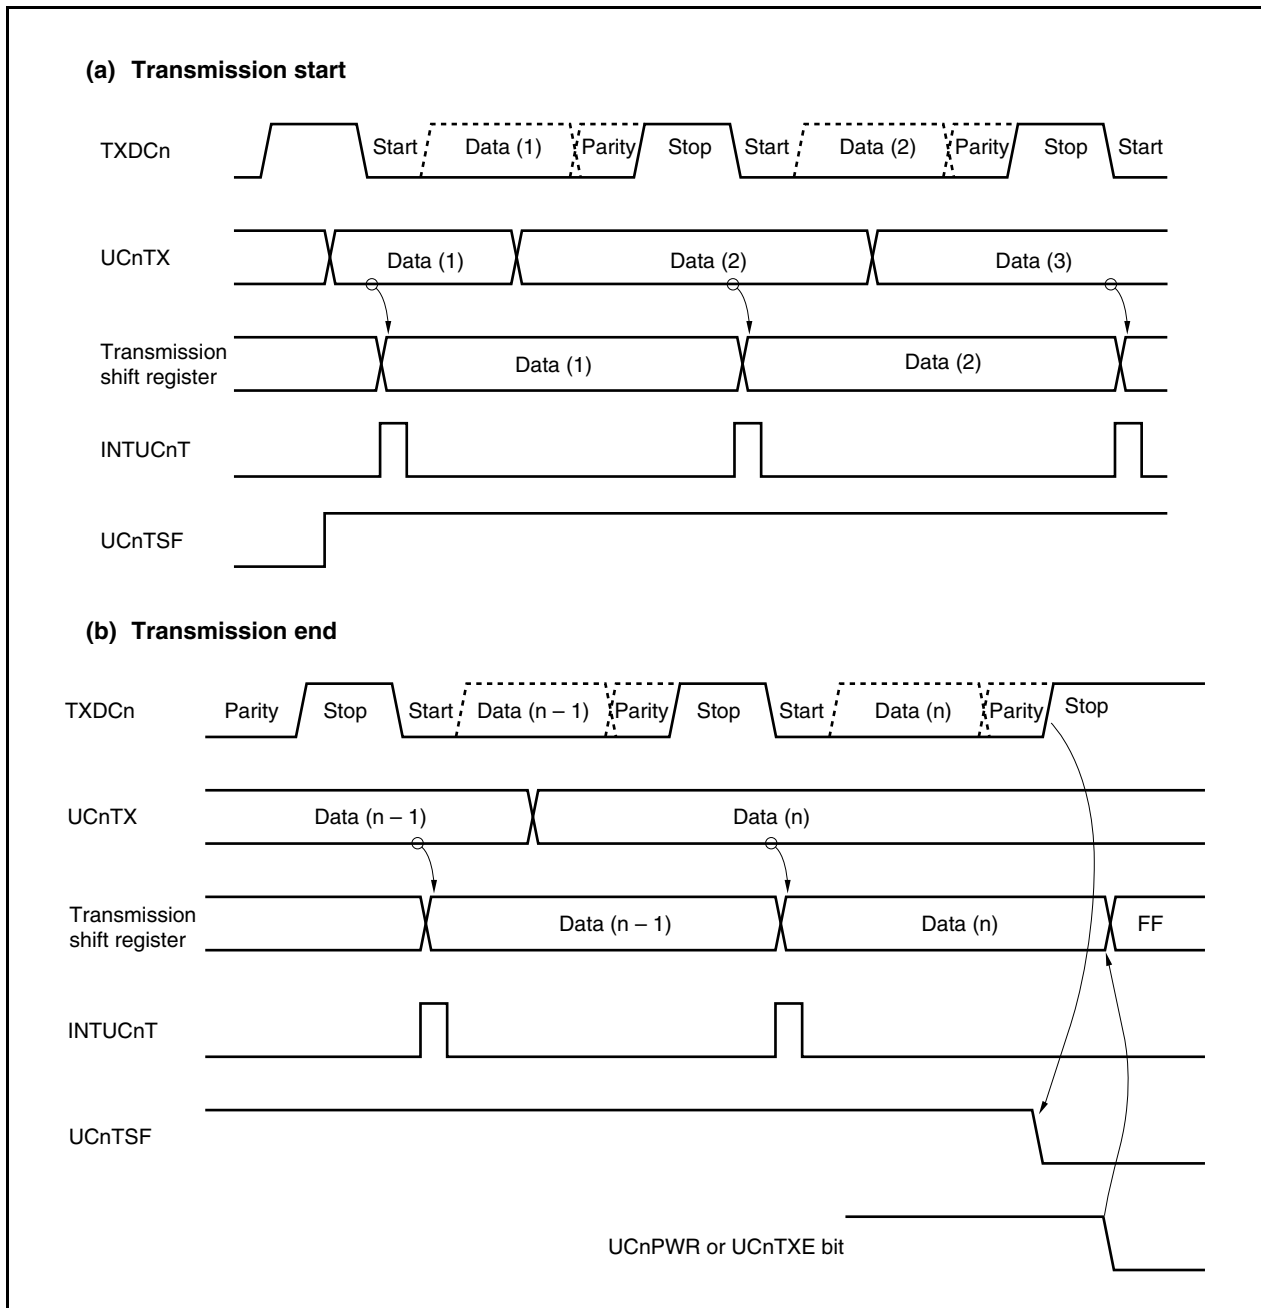 (a) Transmission start
TXDCn
Start Data (1) Parity Stop Start Data (2) Parity Stop Start
UCnTX
Data (1) Data (2) Data (3)
Transmission
shift register
Data (1) Data (2)
INTUCnT
UCnTSF
(b) Transmission end
TXDCn
Parity Stop Start Data (n – 1) Parity Stop Start Data (n) Parity Stop
UCnTX
Data (n – 1) Data (n)
Transmission
shift register
Data (n – 1) Data (n) FF
INTUCnT
UCnTSF
UCnPWR or UCnTXE bit